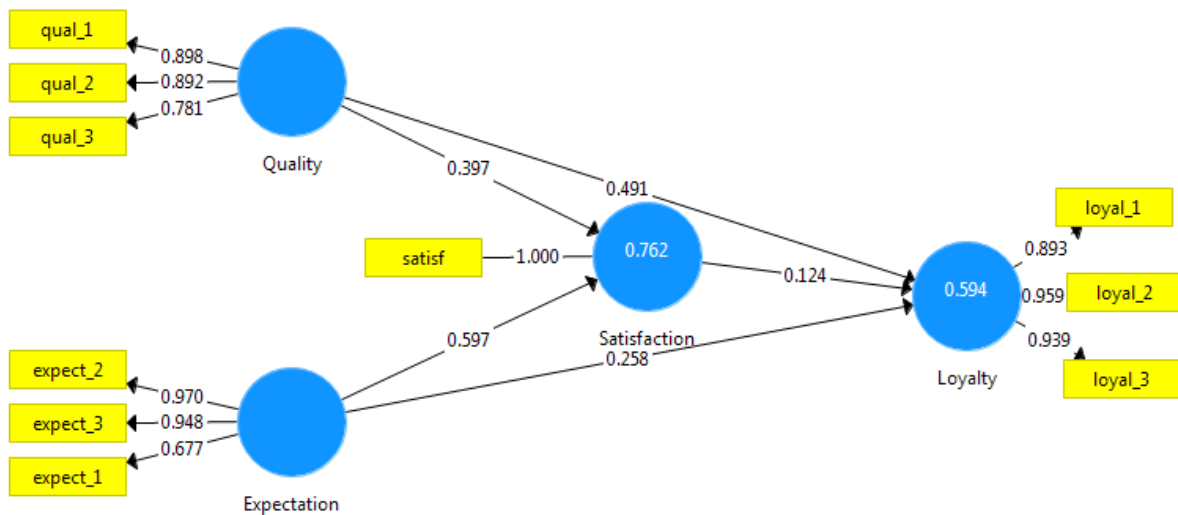 qual_1
0.898
qual_2
0.892
0.781
qual_3
Quality
0.397
0.491
loyal_1
satisf
1.000
0.762
0.893
0.124
0.594
0.959
loyal_2
0.597
Satisfaction
0.258
0.939
expect_2
Loyalty
loyal_3
0.970
expect_3
0.948
0.677
expect_1
Expectation